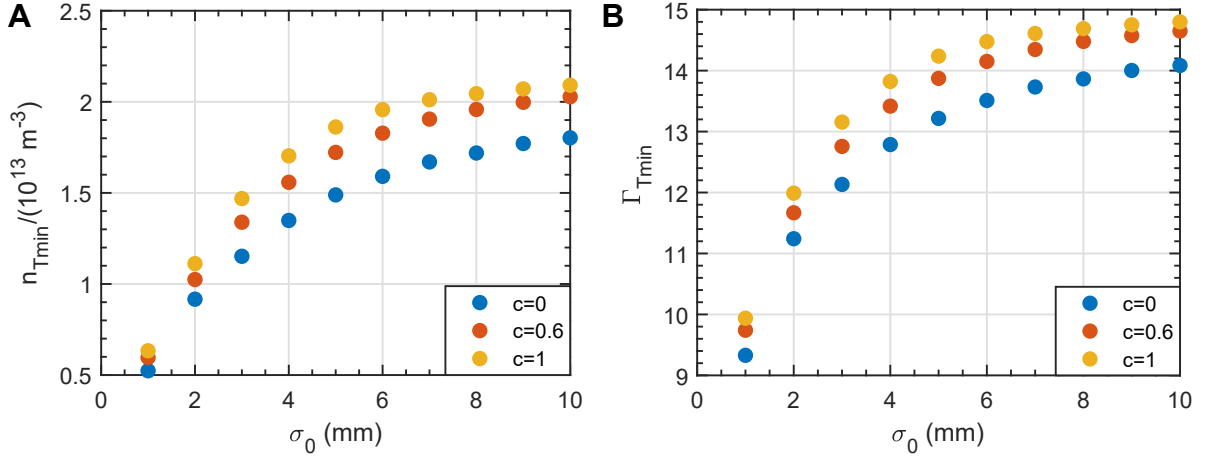 A
2.5
2
1.5
1
0.5
n_Tmin/(10^13 m^-3)
0 2 4 6 8 10
σ_0 (mm)
c=0
c=0.6
c=1
B
15
14
13
12
11
10
9
Γ_Tmin
0 2 4 6 8 10
σ_0 (mm)
c=0
c=0.6
c=1